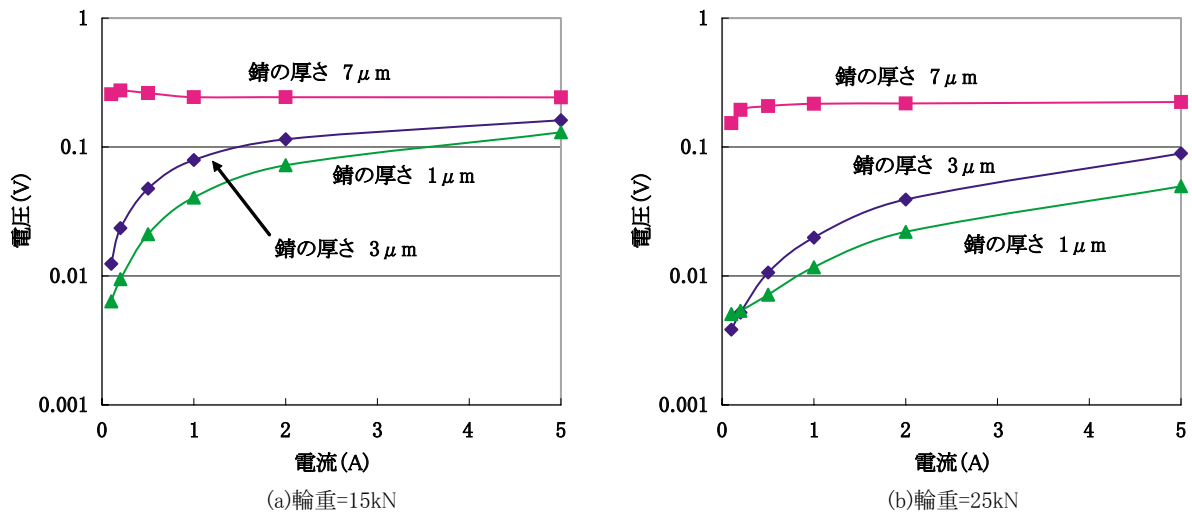 1
0.1
0.01
0.001
電圧(V)
錆の厚さ 7μm
錆の厚さ 1μm
錆の厚さ 3μm
0 1 2 3 4 5
電流(A)
(a)輪重=15kN
1
0.1
0.01
0.001
電圧(V)
錆の厚さ 7μm
錆の厚さ 3μm
錆の厚さ 1μm
0 1 2 3 4 5
電流(A)
(b)輪重=25kN